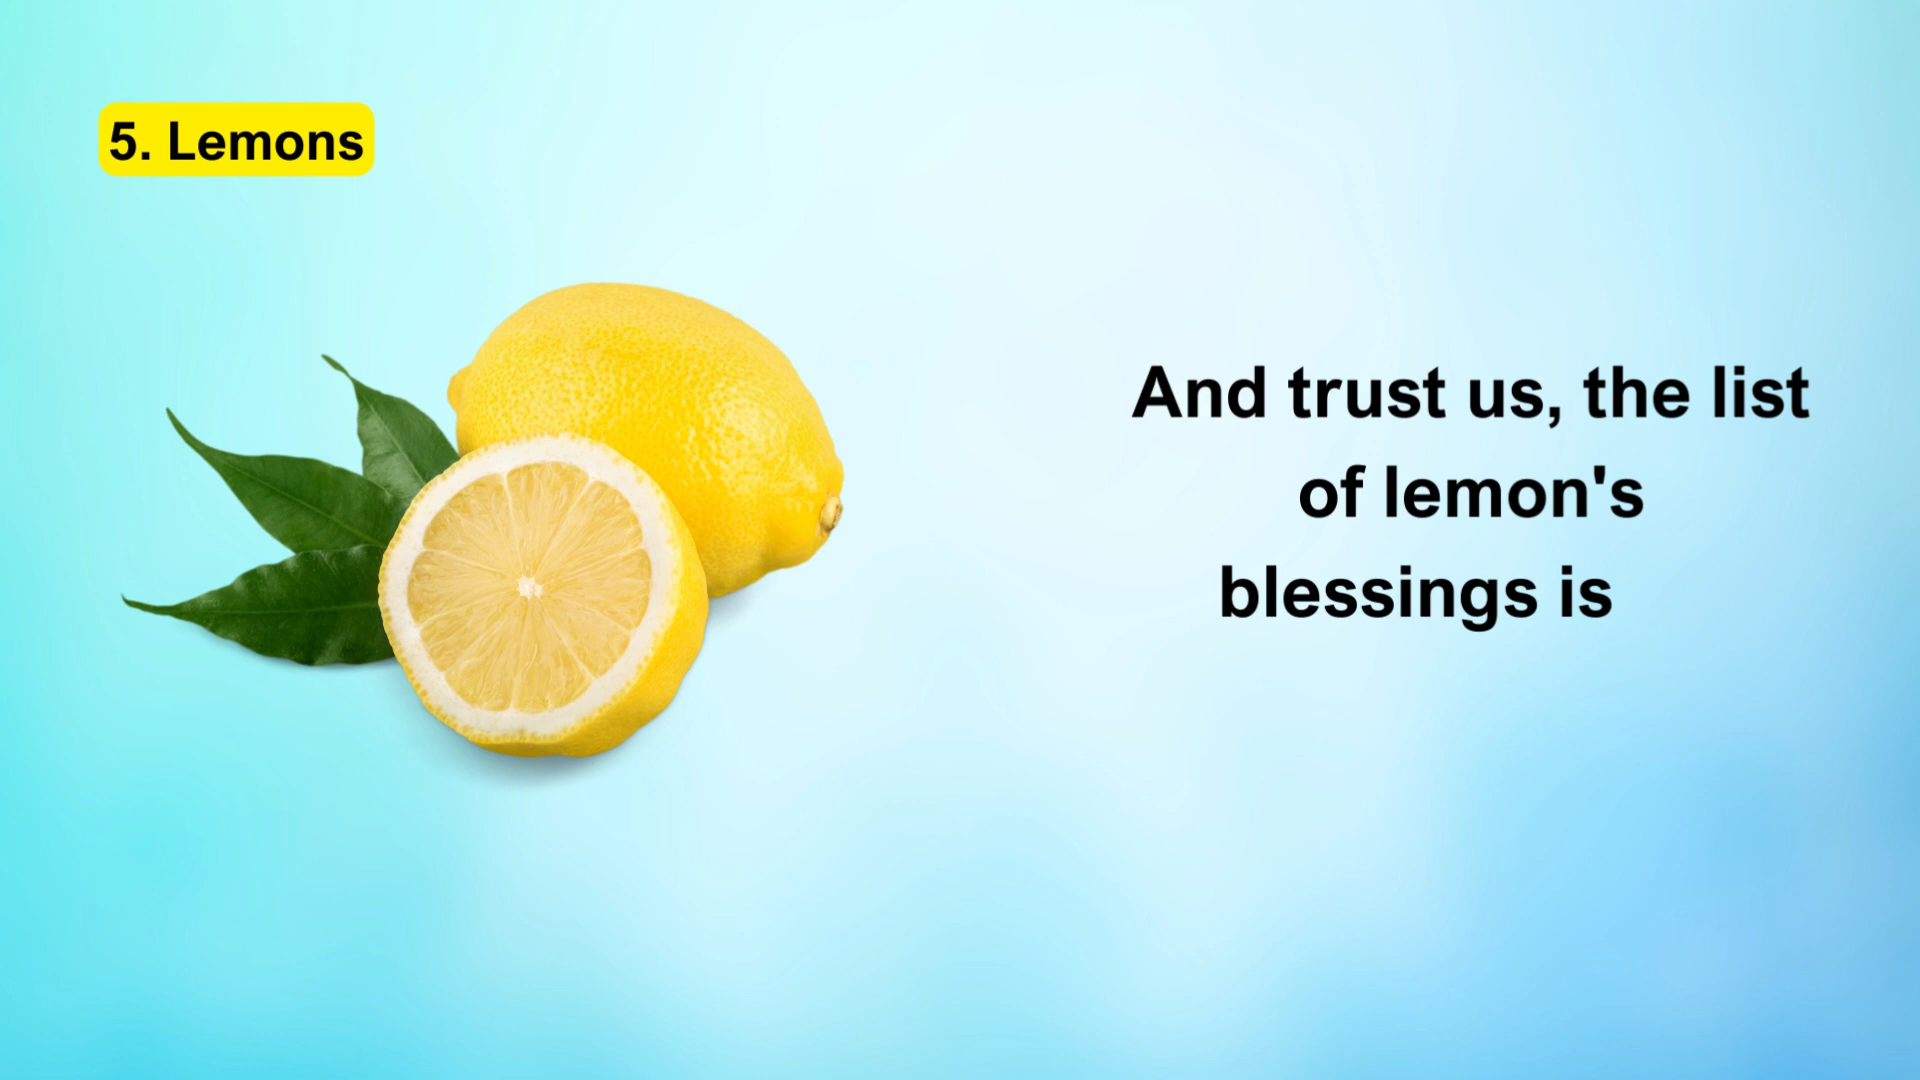 5. Lemons
And trust us, the list
of lemon's
blessings is